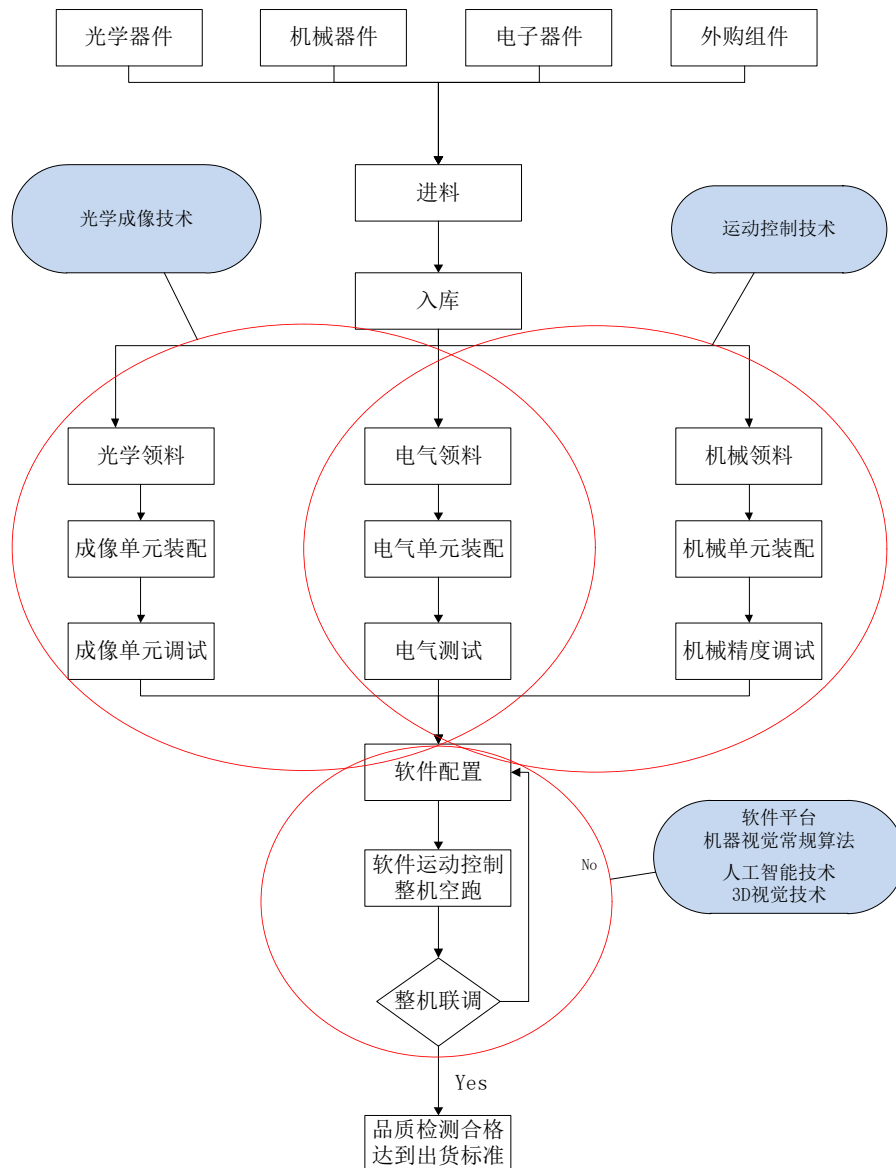 光学器件
机械器件
电子器件
外购组件
进料
光学成像技术
运动控制技术
入库
光学领料
电气领料
机械领料
成像单元装配
电气单元装配
机械单元装配
成像单元调试
电气测试
机械精度调试
软件配置
软件平台
机器视觉常规算法
人工智能技术
3D视觉技术
No
软件运动控制
整机空跑
整机联调
Yes
品质检测合格
达到出货标准